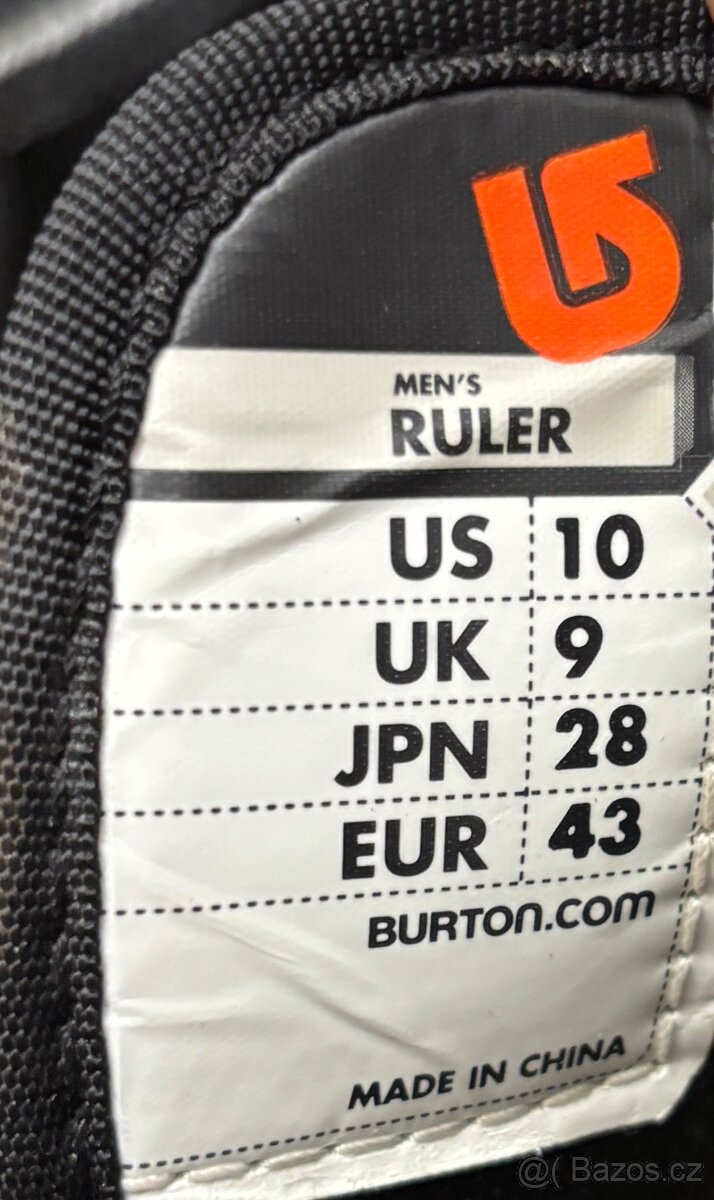 MEN'S
RULER
US 10
UK 9
JPN 28
EUR 43
BURTON.COM
MADE IN CHINA
@( Bazos.cz